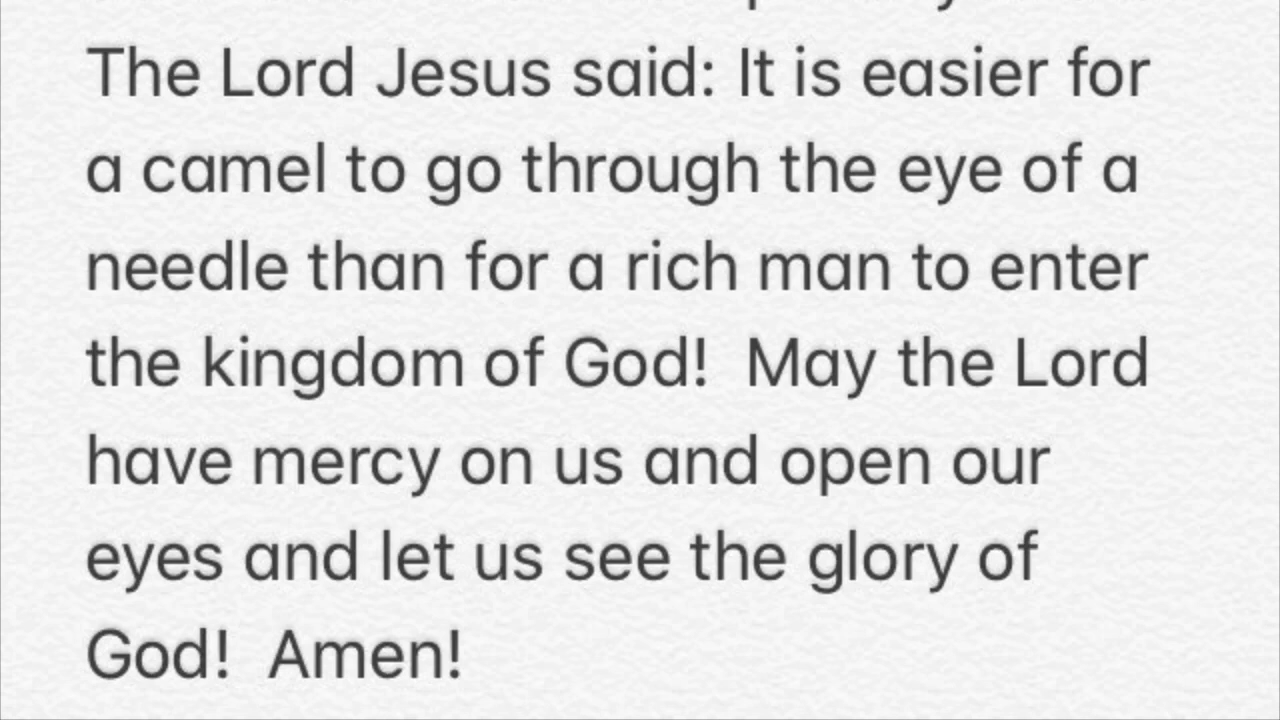 The Lord Jesus said: It is easier for
a camel to go through the eye of a
needle than for a rich man to enter
the kingdom of God!  May the Lord
have mercy on us and open our
eyes and let us see the glory of
God!  Amen!